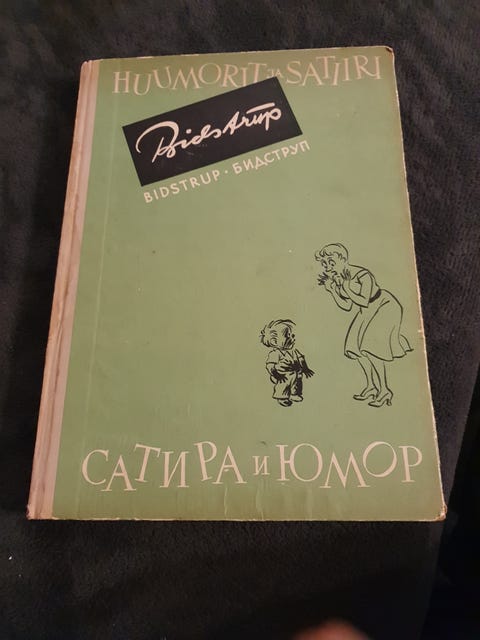 HUUMORIT JA SATIIRI
Bidstrup
BIDSTRUP · БИДСТРУП
САТИРА И ЮМОР